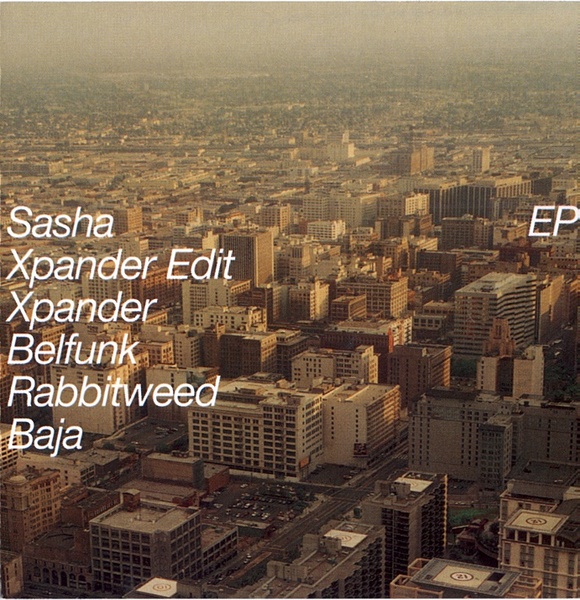 Sasha
EP
Xpander Edit
Xpander
Belfunk
Rabbitweed
Baja